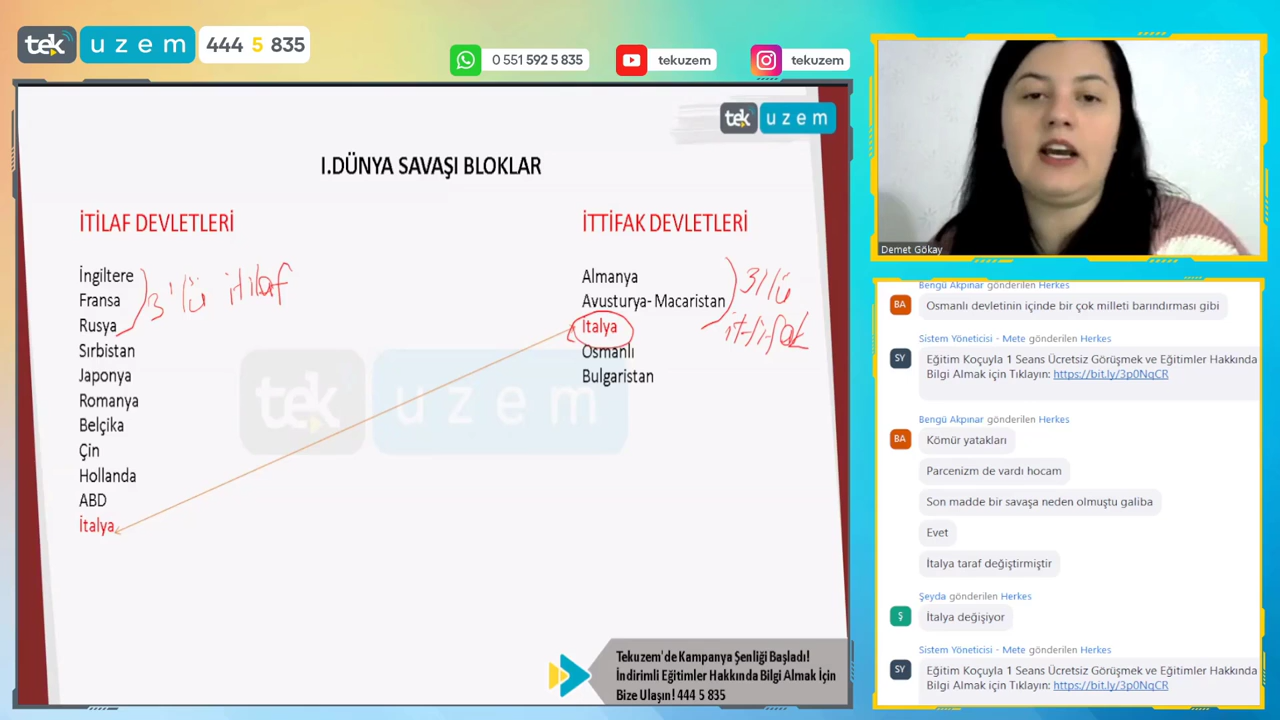 tek uzem 444 5 835
0 551 592 5 835
tekuzem
tekuzem
tek uzem
I.DÜNYA SAVAŞI BLOKLAR
İTİLAF DEVLETLERİ
İngiltere
Fransa
Rusya
3'lü itilaf
Sırbistan
Japonya
Romanya
Belçika
Çin
Hollanda
ABD
İtalya
İTTİFAK DEVLETLERİ
Almanya
Avusturya- Macaristan
İtalya
Osmanlı
Bulgaristan
3'lü
ittifak
tek uzem
Tekuzem'de Kampanya Şenliği Başladı!
İndirimli Eğitimler Hakkında Bilgi Almak İçin
Bize Ulaşın! 444 5 835
Demet Gökay
Bengü Akpınar gönderilen Herkes
BA
Osmanlı devletinin içinde bir çok milleti barındırması gibi
Sistem Yöneticisi - Mete gönderilen Herkes
SY
Eğitim Koçuyla 1 Seans Ücretsiz Görüşmek ve Eğitimler Hakkında
Bilgi Almak için Tıklayın: https://bit.ly/3p0NqCR
Bengü Akpınar gönderilen Herkes
BA
Kömür yatakları
Parcenizm de vardı hocam
Son madde bir savaşa neden olmuştu galiba
Evet
İtalya taraf değiştirmiştir
Şeyda gönderilen Herkes
Ş
İtalya değişiyor
Sistem Yöneticisi - Mete gönderilen Herkes
SY
Eğitim Koçuyla 1 Seans Ücretsiz Görüşmek ve Eğitimler Hakkında
Bilgi Almak için Tıklayın: https://bit.ly/3p0NqCR